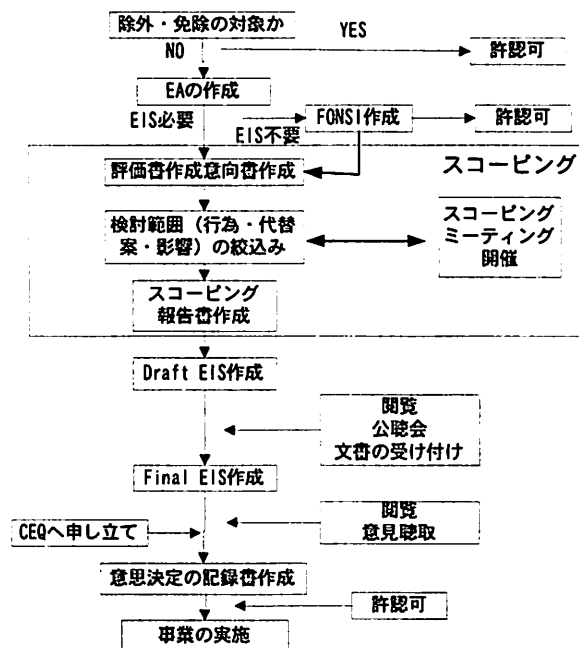 除外・免除の対象か
YES
NO
許認可
EAの作成
EIS必要
EIS不要
FONSI作成
許認可
スコーピング
評価書作成意向書作成
検討範囲（行為・代替
案・影響）の絞込み
スコーピング
ミーティング
開催
スコーピング
報告書作成
Draft EIS作成
閲覧
公聴会
文書の受け付け
Final EIS作成
CEQへ申し立て
閲覧
意見聴取
意思決定の記録書作成
許認可
事業の実施